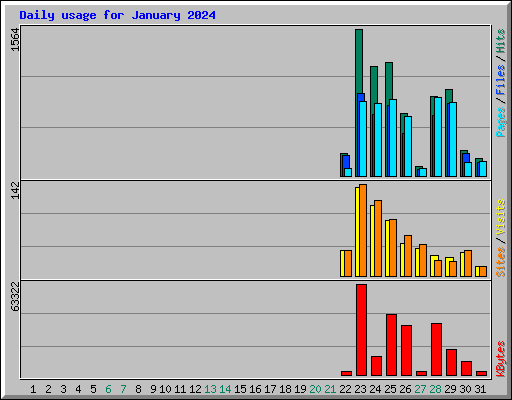 Daily usage for January 2024
1564
Pages / Files / Hits
142
Sites / Visits
63322
KBytes
1 2 3 4 5 6 7 8 9 10 11 12 13 14 15 16 17 18 19 20 21 22 23 24 25 26 27 28 29 30 31